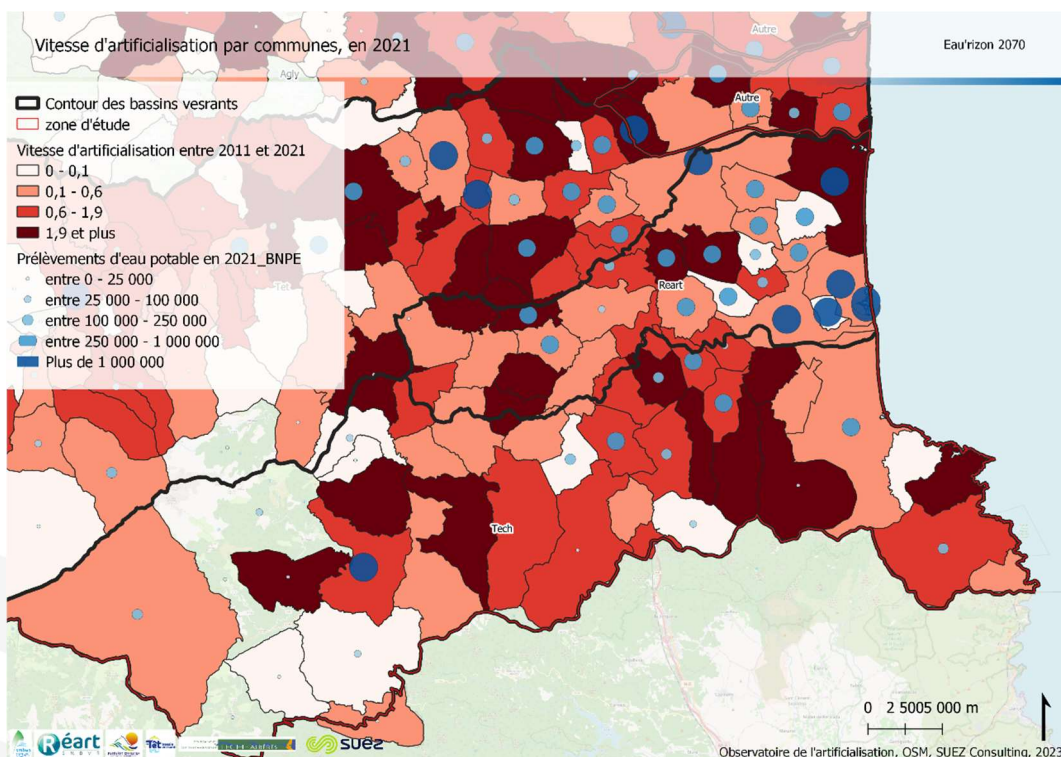 Vitesse d'artificialisation par communes, en 2021
Eau'rizon 2070
Autre
Agly
Autre
Contour des bassins vesrants
zone d'étude
Vitesse d'artificialisation entre 2011 et 2021
0 - 0,1
0,1 - 0,6
0,6 - 1,9
1,9 et plus
Prélèvements d'eau potable en 2021_BNPE
entre 0 - 25 000
entre 25 000 - 100 000
entre 100 000 - 250 000
entre 250 000 - 1 000 000
Plus de 1 000 000
Têt
Reart
Tech
0 2 5005 000 m
Réart
Têt
suez
Observatoire de l'artificialisation, OSM, SUEZ Consulting, 2023